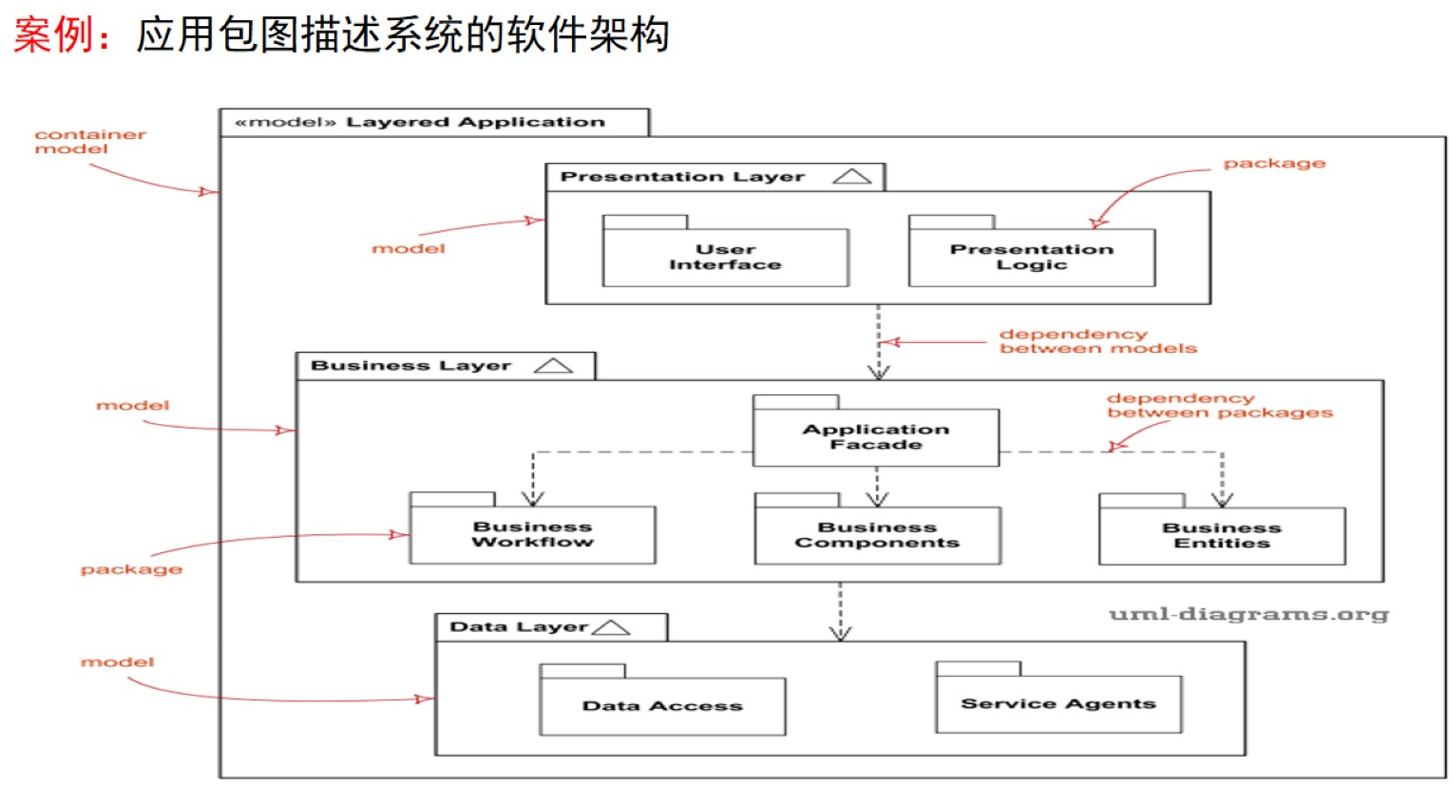 案例：应用包图描述系统的软件架构
«model» Layered Application
container
model
Presentation Layer
package
model
User
Interface
Presentation
Logic
dependency
between models
Business Layer
model
dependency
between packages
Application
Facade
Business
Workflow
Business
Components
Business
Entities
package
uml-diagrams.org
Data Layer
model
Data Access
Service Agents